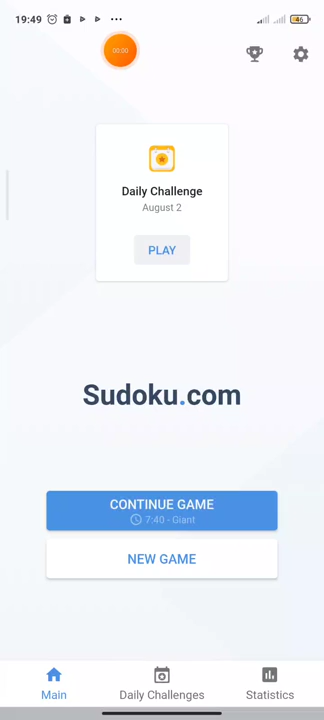 19:49
46
00:00
Daily Challenge
August 2
PLAY
Sudoku.com
CONTINUE GAME
7:40 - Giant
NEW GAME
Main
Daily Challenges
Statistics